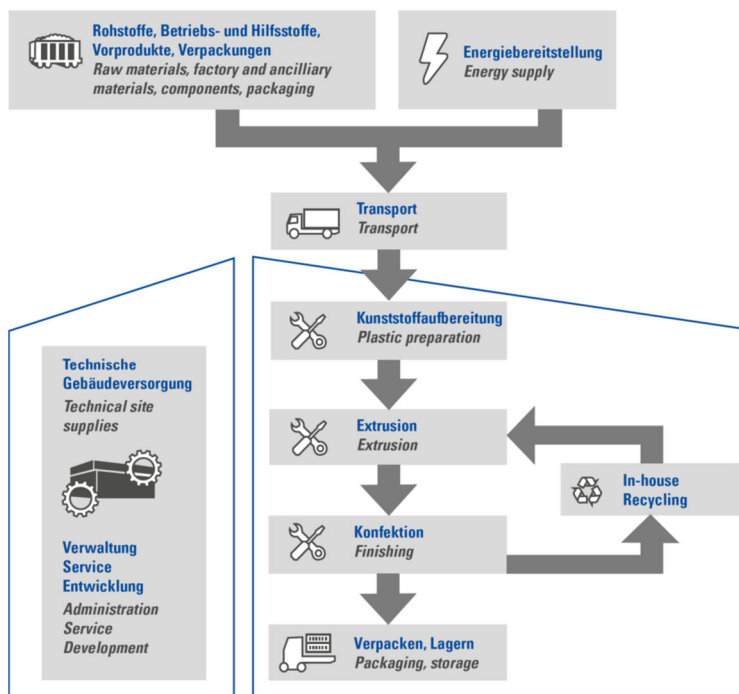 Rohstoffe, Betriebs- und Hilfsstoffe,
Vorprodukte, Verpackungen
Raw materials, factory and ancilliary
materials, components, packaging
Energiebereitstellung
Energy supply
Transport
Transport
Kunststoffaufbereitung
Plastic preparation
Technische
Gebäudeversorgung
Technical site
supplies
Extrusion
Extrusion
In-house
Recycling
Konfektion
Finishing
Verwaltung
Service
Entwicklung
Administration
Service
Development
Verpacken, Lagern
Packaging, storage